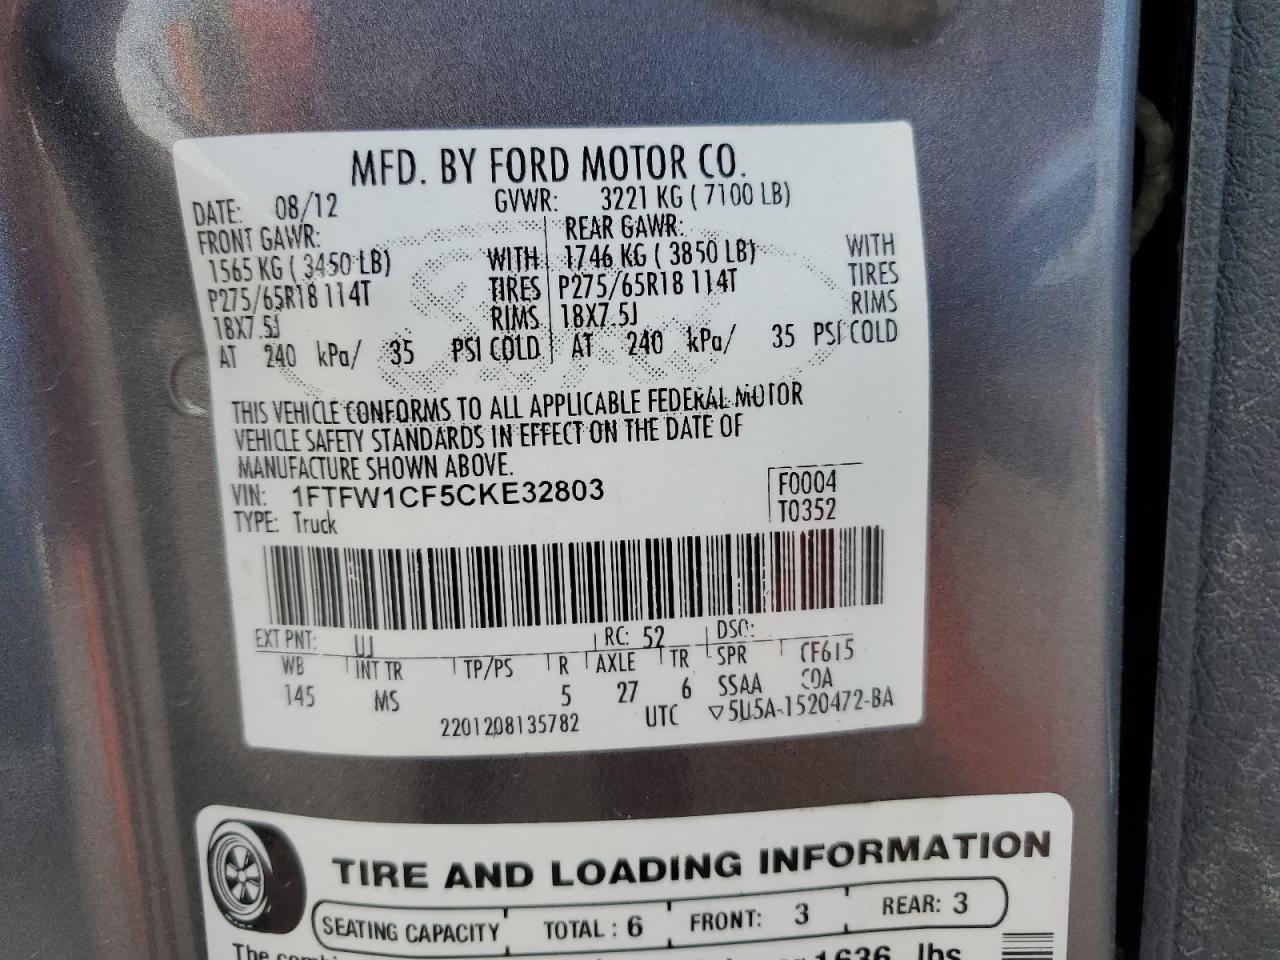 MFD. BY FORD MOTOR CO.
DATE: 08/12 GVWR: 3221 KG ( 7100 LB)
FRONT GAWR: REAR GAWR:
1565 KG ( 3450 LB) WITH 1746 KG ( 3850 LB) WITH
P275/65R18 114T TIRES P275/65R18 114T TIRES
18X7.5J RIMS 18X7.5J RIMS
AT 240 kPa/ 35 PSI COLD AT 240 kPa/ 35 PSI COLD
THIS VEHICLE CONFORMS TO ALL APPLICABLE FEDERAL MOTOR
VEHICLE SAFETY STANDARDS IN EFFECT ON THE DATE OF
MANUFACTURE SHOWN ABOVE.
VIN: 1FTFW1CF5CKE32803 F0004
TYPE: Truck T0352
EXT PNT: UJ RC: 52 DSO:
WB INT TR TP/PS R AXLE TR SPR CF615
145 MS 5 27 6 SSAA
2201208135782 UTC ▽5U5A-1520472-BA
TIRE AND LOADING INFORMATION
SEATING CAPACITY TOTAL : 6 FRONT: 3 REAR: 3
The 1636 lbs